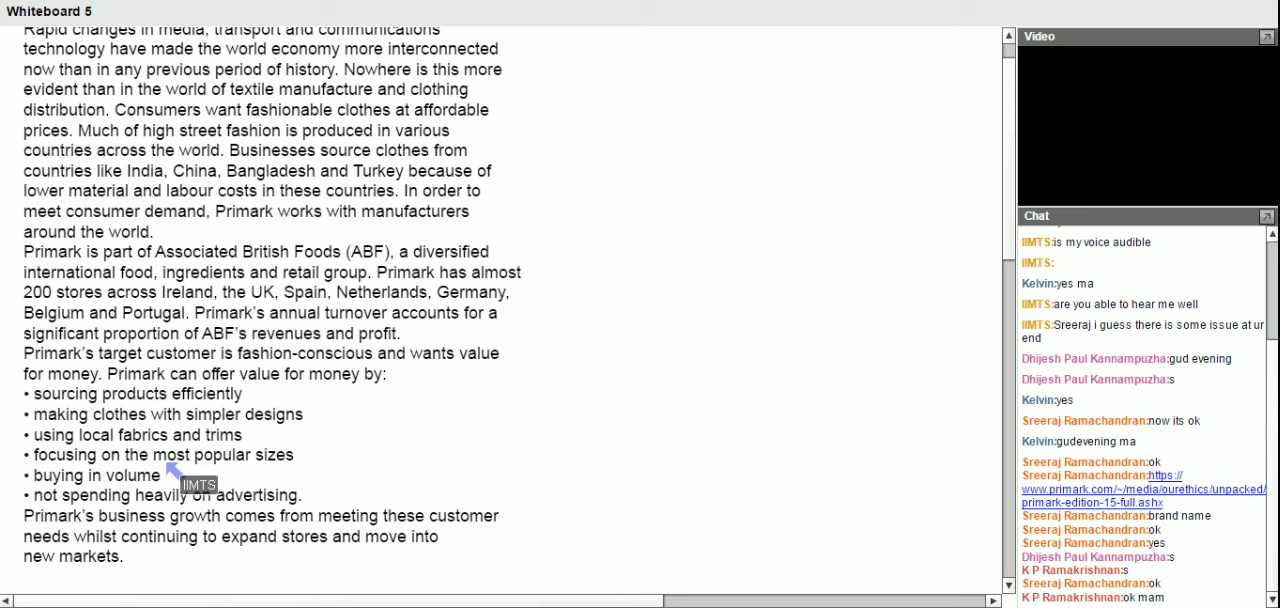 Whiteboard 5
Rapid changes in media, transport and communications
technology have made the world economy more interconnected
now than in any previous period of history. Nowhere is this more
evident than in the world of textile manufacture and clothing
distribution. Consumers want fashionable clothes at affordable
prices. Much of high street fashion is produced in various
countries across the world. Businesses source clothes from
countries like India, China, Bangladesh and Turkey because of
lower material and labour costs in these countries. In order to
meet consumer demand, Primark works with manufacturers
around the world.
Primark is part of Associated British Foods (ABF), a diversified
international food, ingredients and retail group. Primark has almost
200 stores across Ireland, the UK, Spain, Netherlands, Germany,
Belgium and Portugal. Primark's annual turnover accounts for a
significant proportion of ABF's revenues and profit.
Primark's target customer is fashion-conscious and wants value
for money. Primark can offer value for money by:
• sourcing products efficiently
• making clothes with simpler designs
• using local fabrics and trims
• focusing on the most popular sizes
• buying in volume
IIMTS
• not spending heavily on advertising.
Primark's business growth comes from meeting these customer
needs whilst continuing to expand stores and move into
new markets.
Video
Chat
IIMTS:is my voice audible
IIMTS:
Kelvin:yes ma
IIMTS:are you able to hear me well
IIMTS:Sreeraj i guess there is some issue at ur
end
Dhijesh Paul Kannampuzha:gud evening
Dhijesh Paul Kannampuzha:s
Kelvin:yes
Sreeraj Ramachandran:now its ok
Kelvin:gudevening ma
Sreeraj Ramachandran:ok
Sreeraj Ramachandran:https://
www.primark.com/~/media/ourethics/unpacked/
primark-edition-15-full.ashx
Sreeraj Ramachandran:brand name
Sreeraj Ramachandran:ok
Sreeraj Ramachandran:yes
Dhijesh Paul Kannampuzha:s
K P Ramakrishnan:s
Sreeraj Ramachandran:ok
K P Ramakrishnan:ok mam